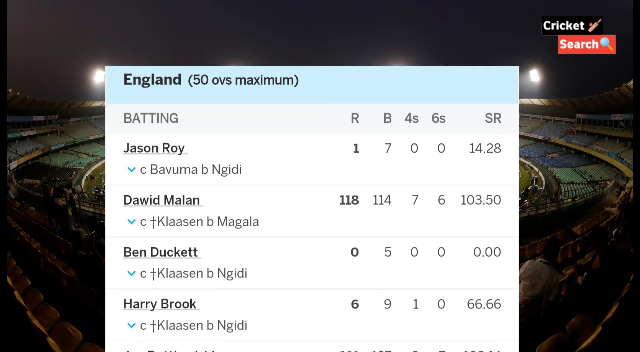 Cricket
Search
England (50 ovs maximum)
BATTING R B 4s 6s SR
Jason Roy 1 7 0 0 14.28
c Bavuma b Ngidi
Dawid Malan 118 114 7 6 103.50
c †Klaasen b Magala
Ben Duckett 0 5 0 0 0.00
c †Klaasen b Ngidi
Harry Brook 6 9 1 0 66.66
c †Klaasen b Ngidi